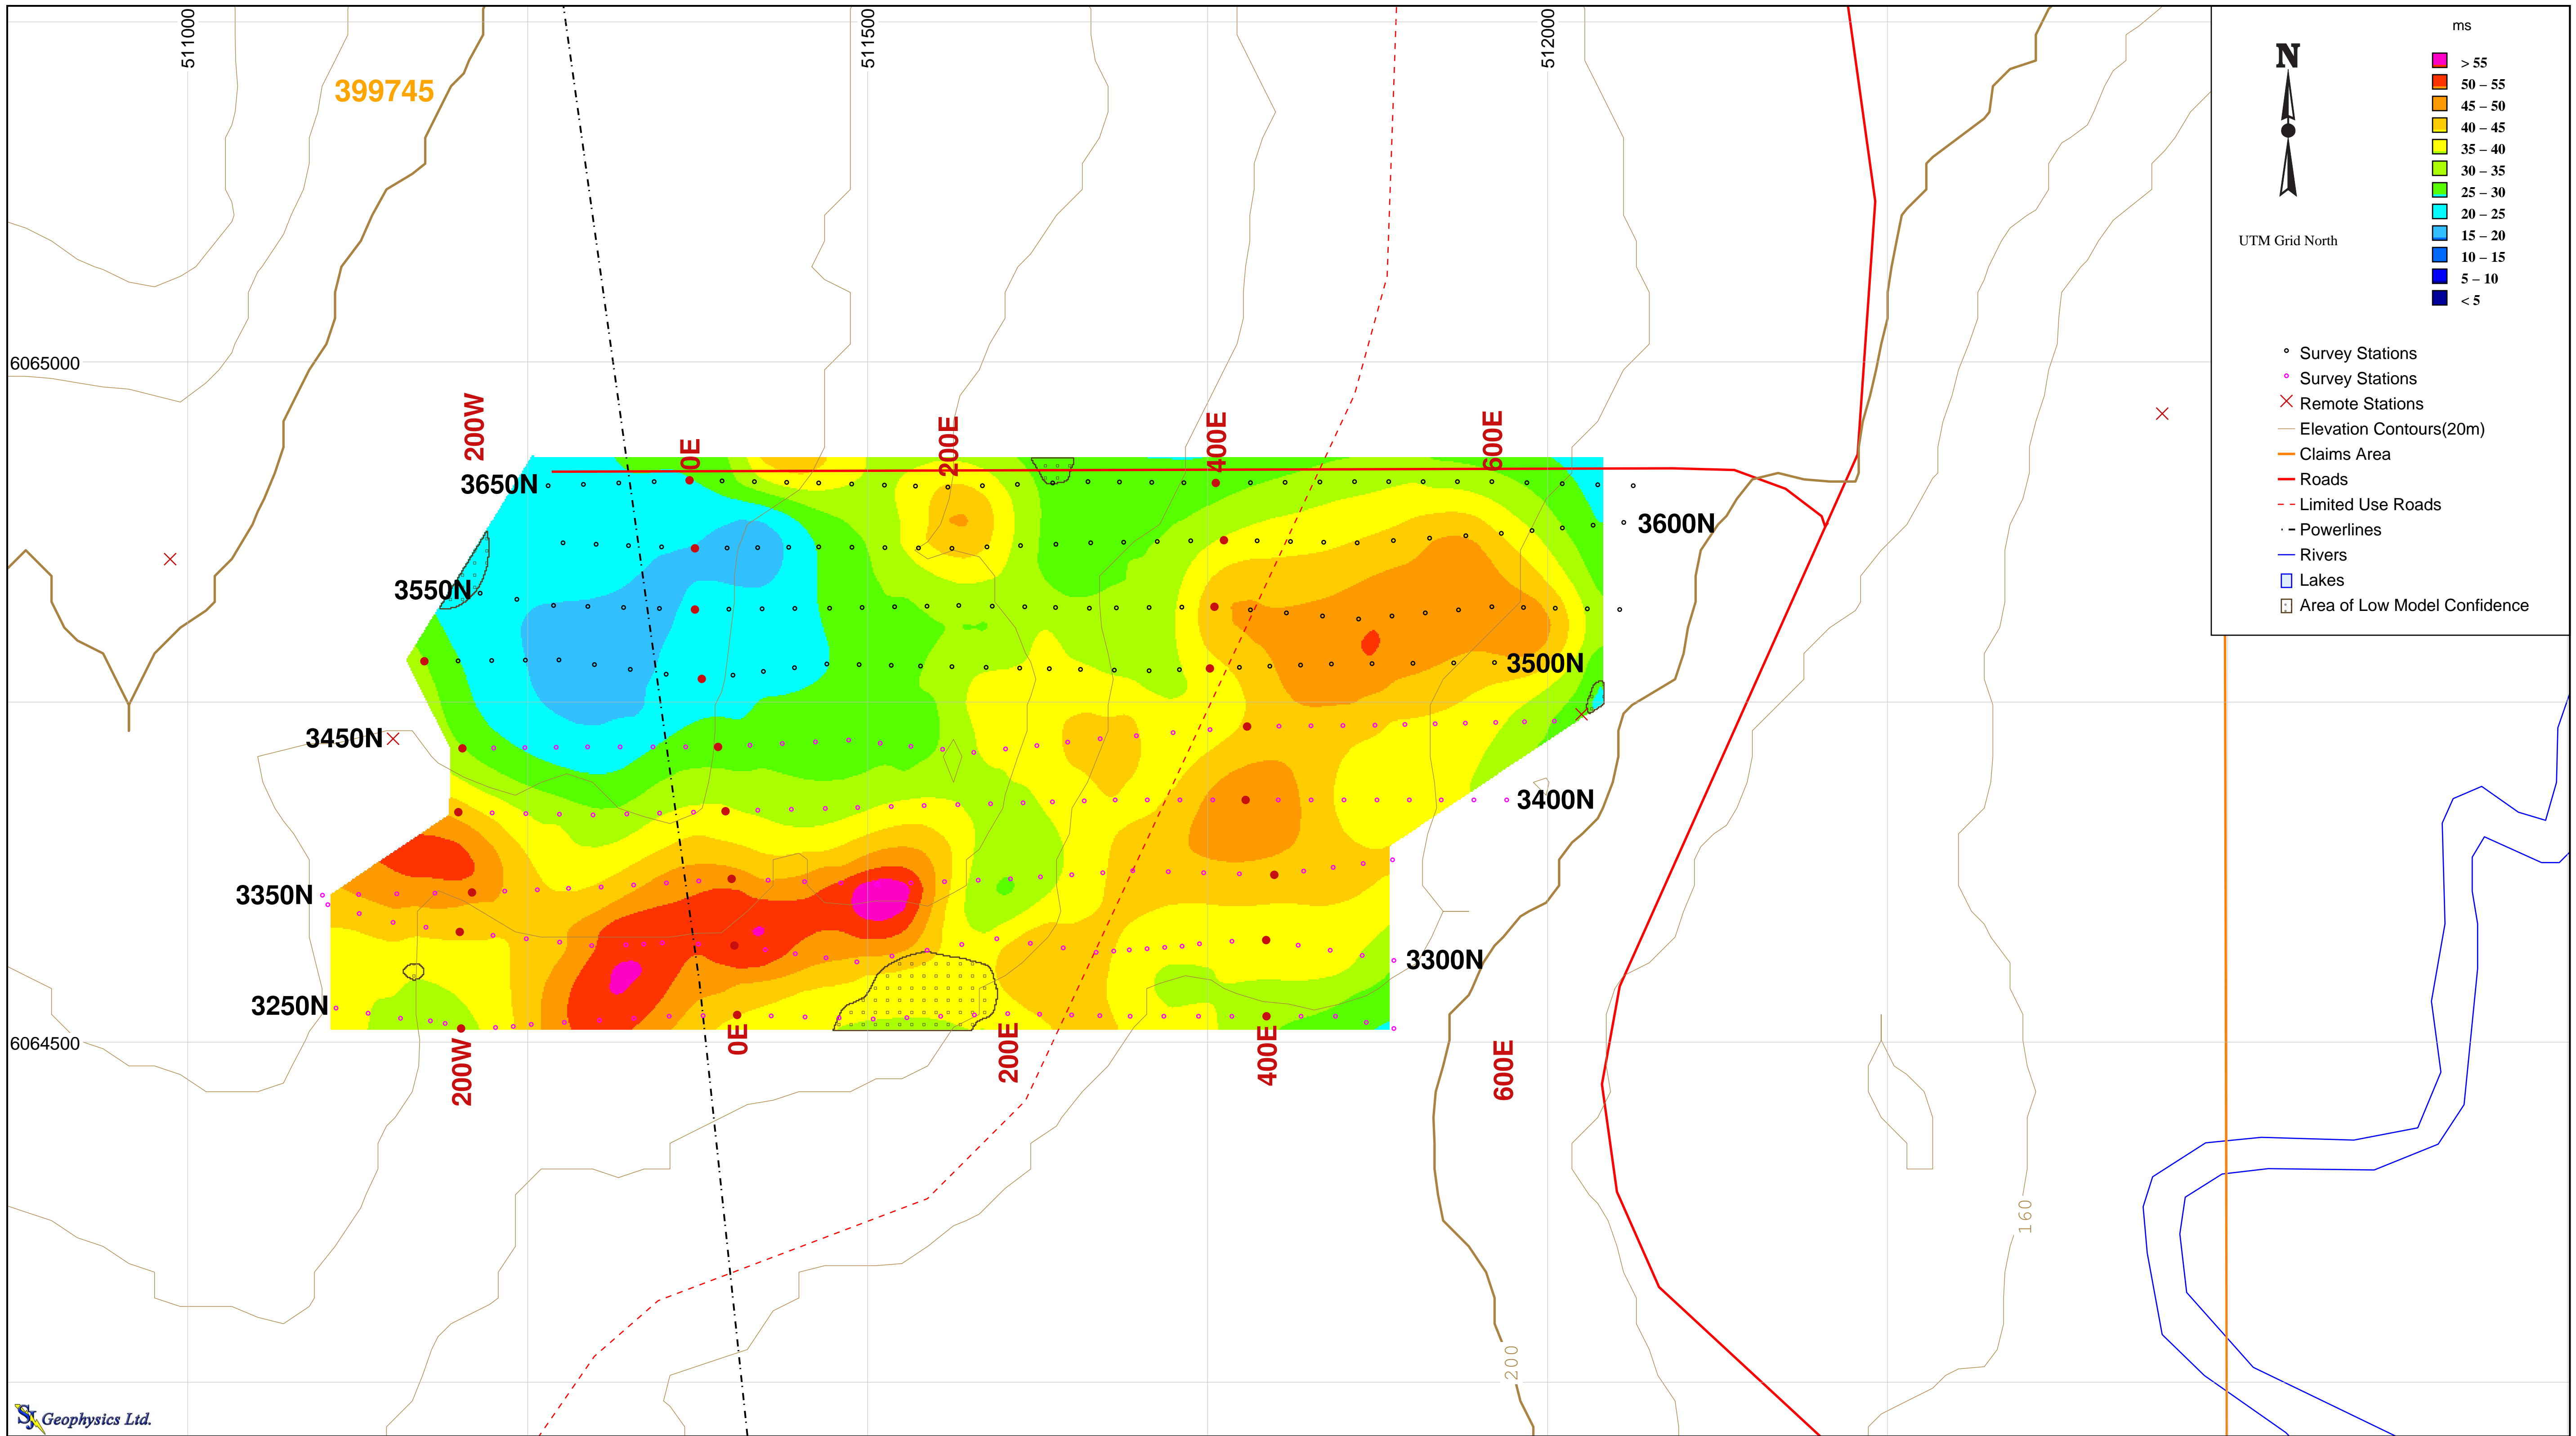 511000
511500
512000
399745
6065000
6064500
200W
0E
200E
400E
600E
3650N
3600N
3550N
3500N
3450N
3400N
3350N
3300N
3250N
200W
0E
200E
400E
600E
160
200
SJ Geophysics Ltd.
N
UTM Grid North
ms
> 55
50 – 55
45 – 50
40 – 45
35 – 40
30 – 35
25 – 30
20 – 25
15 – 20
10 – 15
5 – 10
< 5
Survey Stations
Survey Stations
Remote Stations
Elevation Contours(20m)
Claims Area
Roads
Limited Use Roads
Powerlines
Rivers
Lakes
Area of Low Model Confidence